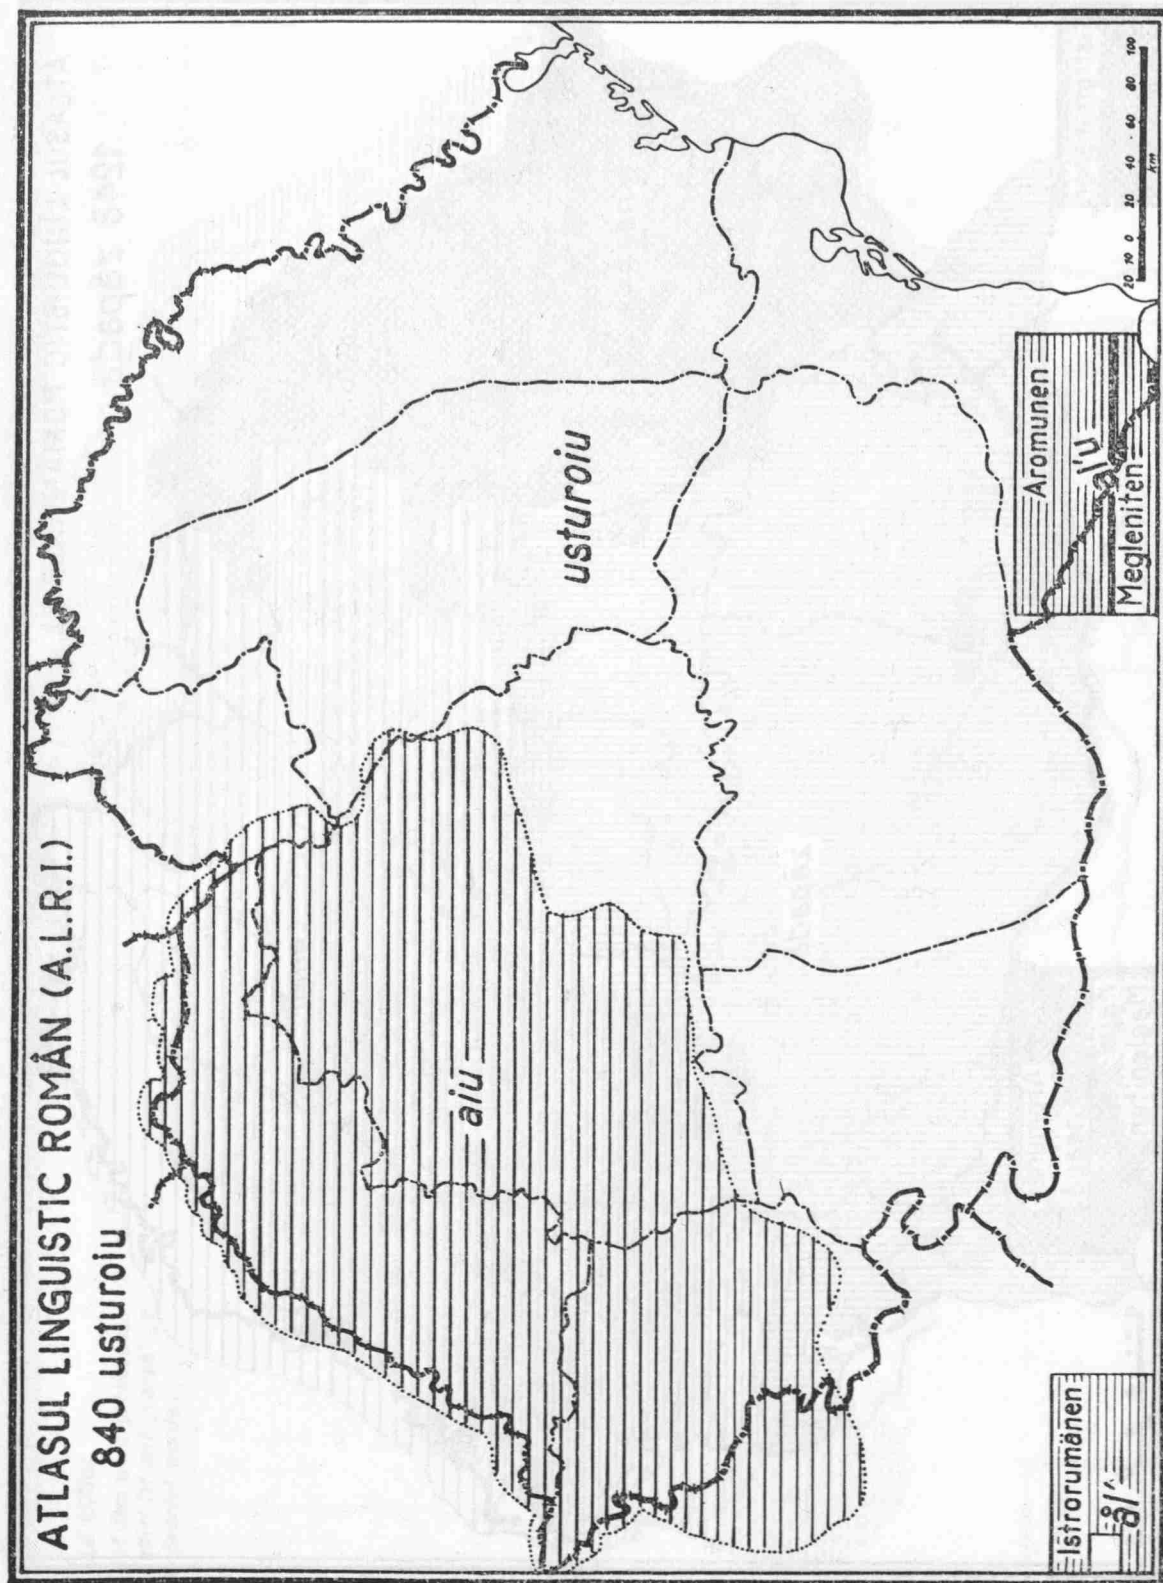 ATLASUL LINGUISTIC ROMÂN (A.L.R.I.)
840 usturoiu
aiu
usturoiu
Istrorumänen
ål^
Aromunen
al'u
Megleniten
20 10 0 20 40 60 80 100
km